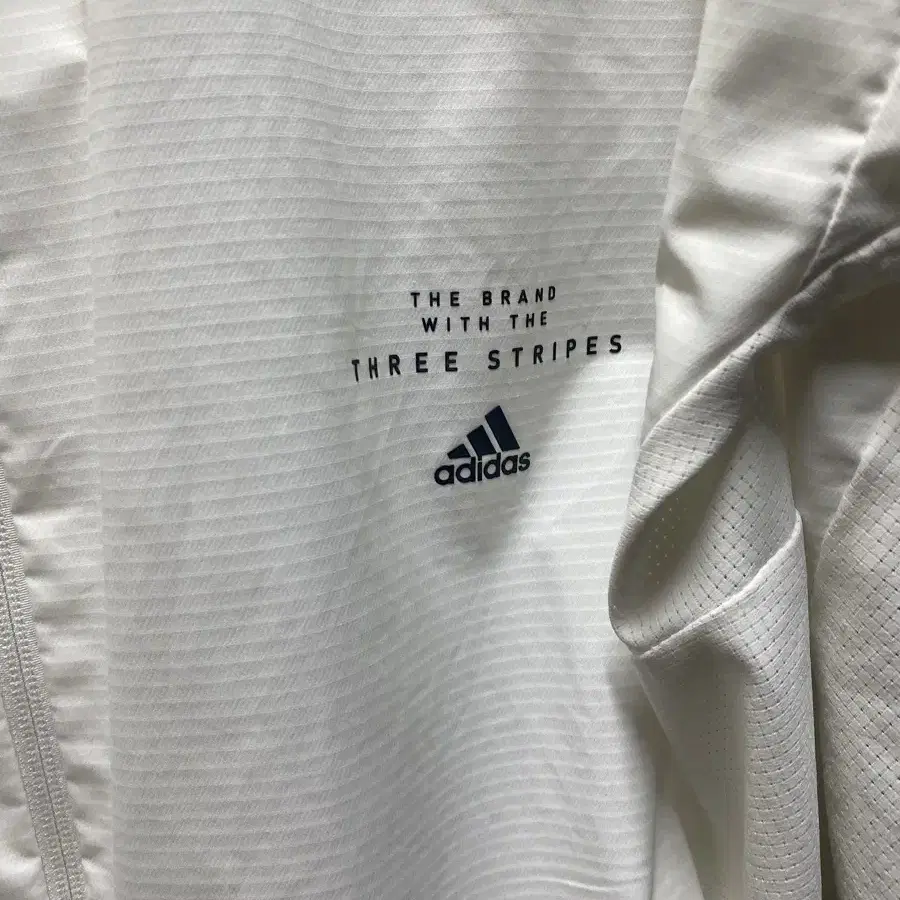 THE BRAND
WITH THE
THREE STRIPES
adidas